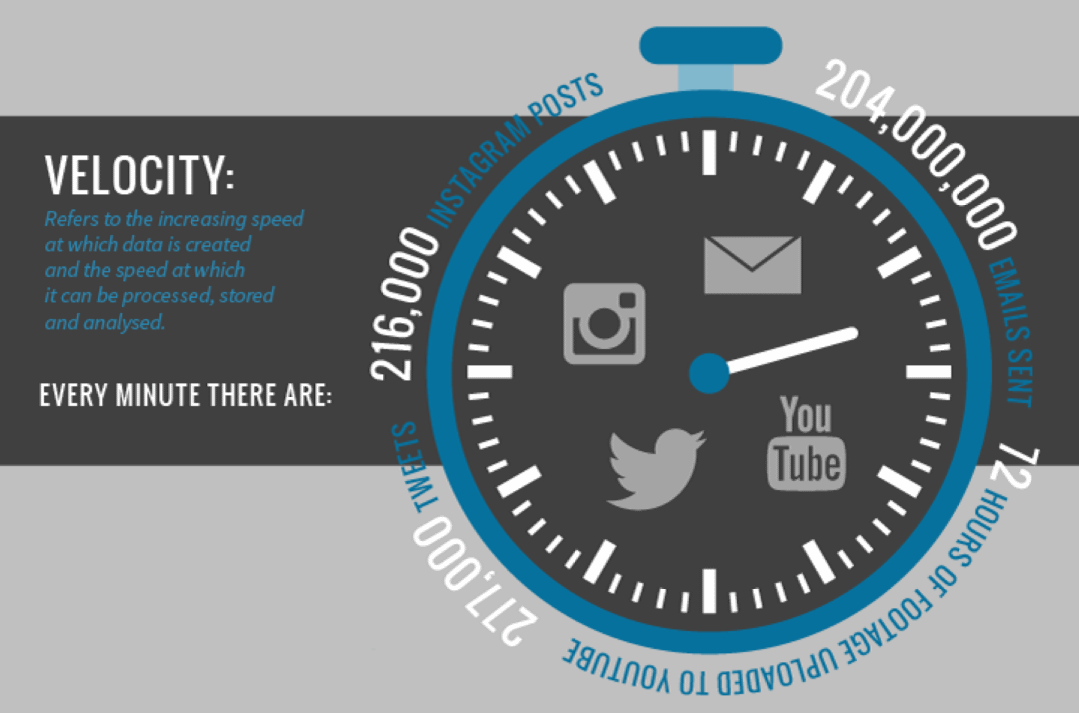 VELOCITY:
Refers to the increasing speed
at which data is created
and the speed at which
it can be processed, stored
and analysed.
EVERY MINUTE THERE ARE:
216,000 INSTAGRAM POSTS
204,000,000 EMAILS SENT
72 HOURS OF FOOTAGE UPLOADED TO YOUTUBE
277,000 TWEETS
You
Tube